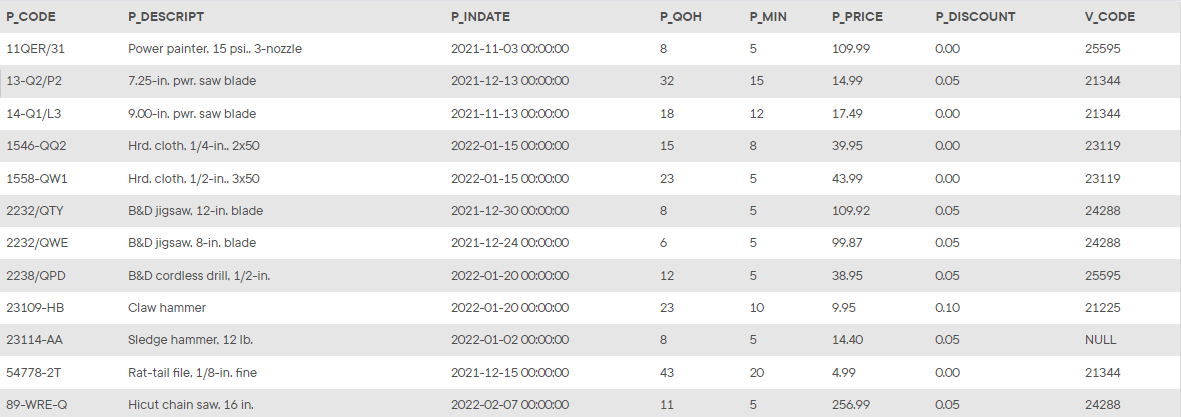 P_CODE P_DESCRIPT P_INDATE P_QOH P_MIN P_PRICE P_DISCOUNT V_CODE
11QER/31 Power painter, 15 psi., 3-nozzle 2021-11-03 00:00:00 8 5 109.99 0.00 25595
13-Q2/P2 7.25-in. pwr. saw blade 2021-12-13 00:00:00 32 15 14.99 0.05 21344
14-Q1/L3 9.00-in. pwr. saw blade 2021-11-13 00:00:00 18 12 17.49 0.00 21344
1546-QQ2 Hrd. cloth, 1/4-in., 2x50 2022-01-15 00:00:00 15 8 39.95 0.00 23119
1558-QW1 Hrd. cloth, 1/2-in., 3x50 2022-01-15 00:00:00 23 5 43.99 0.00 23119
2232/QTY B&D jigsaw, 12-in. blade 2021-12-30 00:00:00 8 5 109.92 0.05 24288
2232/QWE B&D jigsaw, 8-in. blade 2021-12-24 00:00:00 6 5 99.87 0.05 24288
2238/QPD B&D cordless drill, 1/2-in. 2022-01-20 00:00:00 12 5 38.95 0.05 25595
23109-HB Claw hammer 2022-01-20 00:00:00 23 10 9.95 0.10 21225
23114-AA Sledge hammer, 12 lb. 2022-01-02 00:00:00 8 5 14.40 0.05 NULL
54778-2T Rat-tail file, 1/8-in. fine 2021-12-15 00:00:00 43 20 4.99 0.00 21344
89-WRE-Q Hicut chain saw, 16 in. 2022-02-07 00:00:00 11 5 256.99 0.05 24288